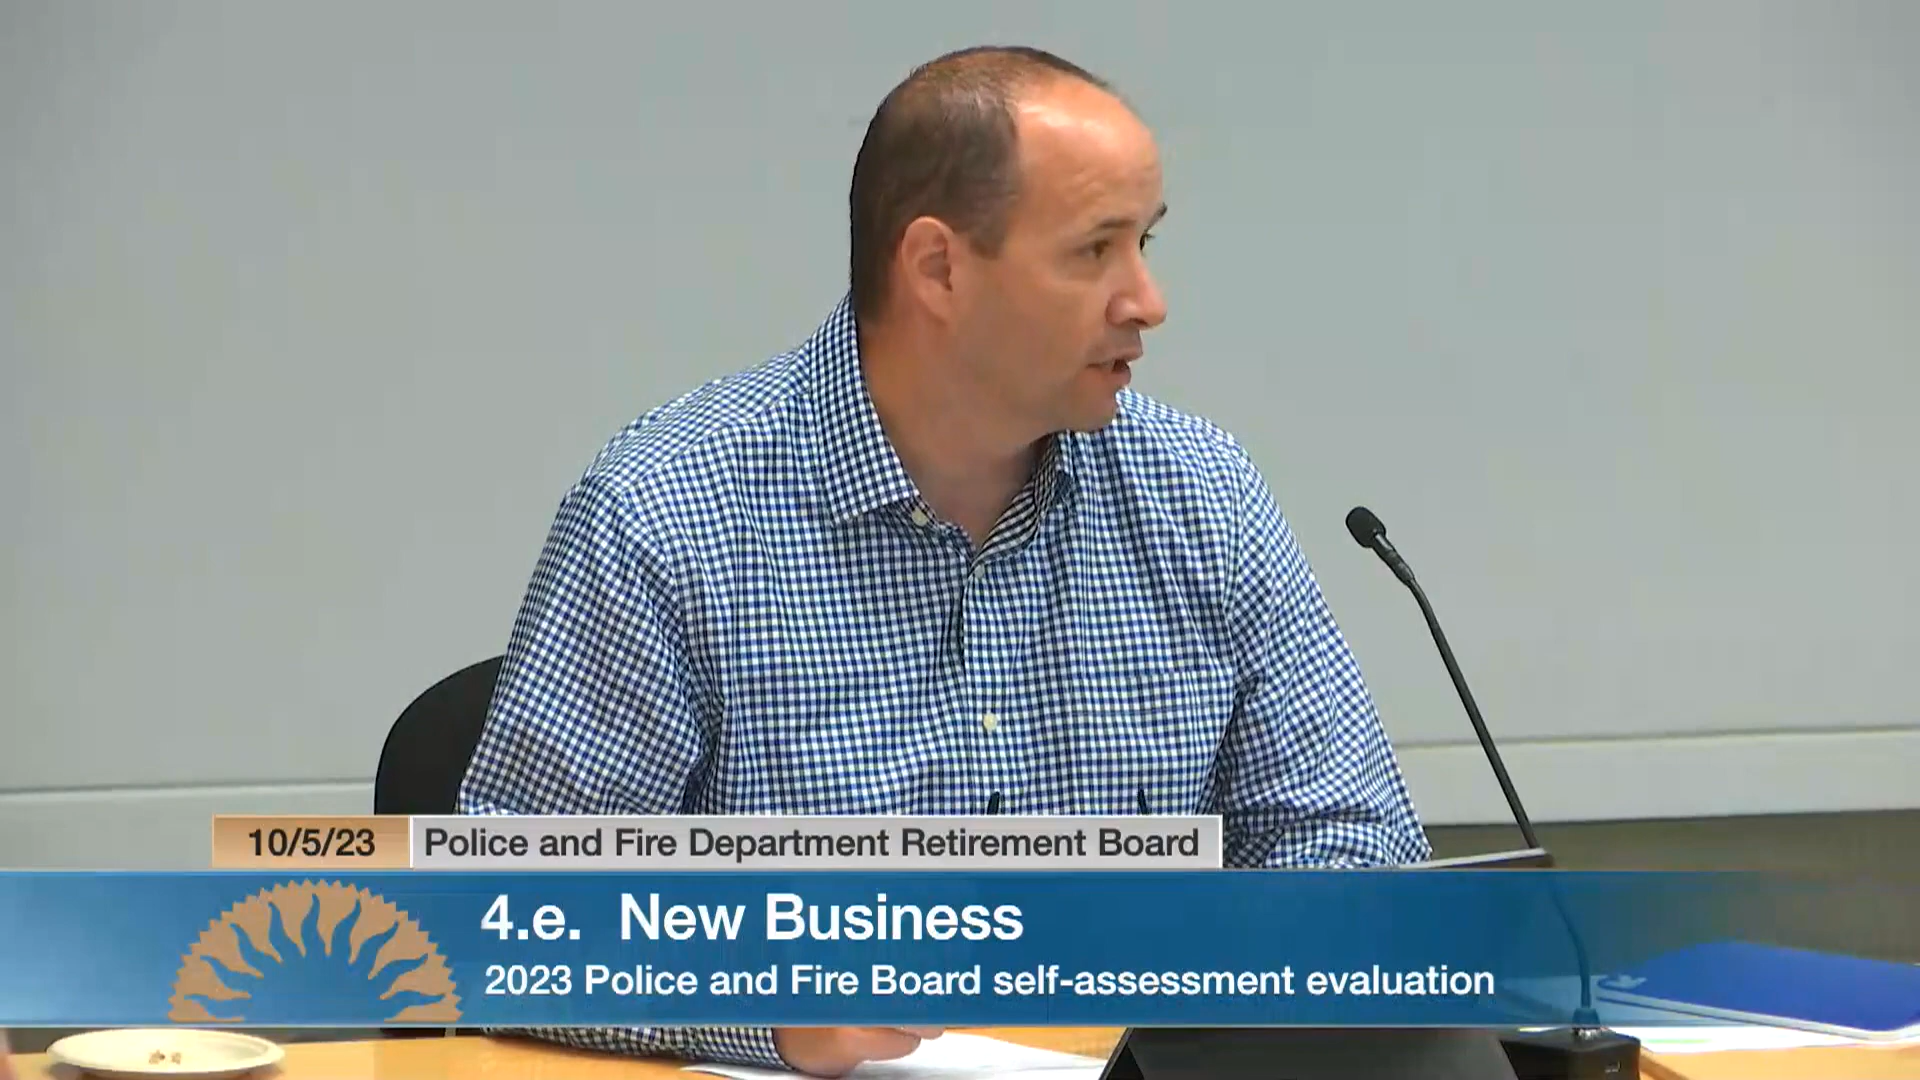 10/5/23 Police and Fire Department Retirement Board
4.e. New Business
2023 Police and Fire Board self-assessment evaluation